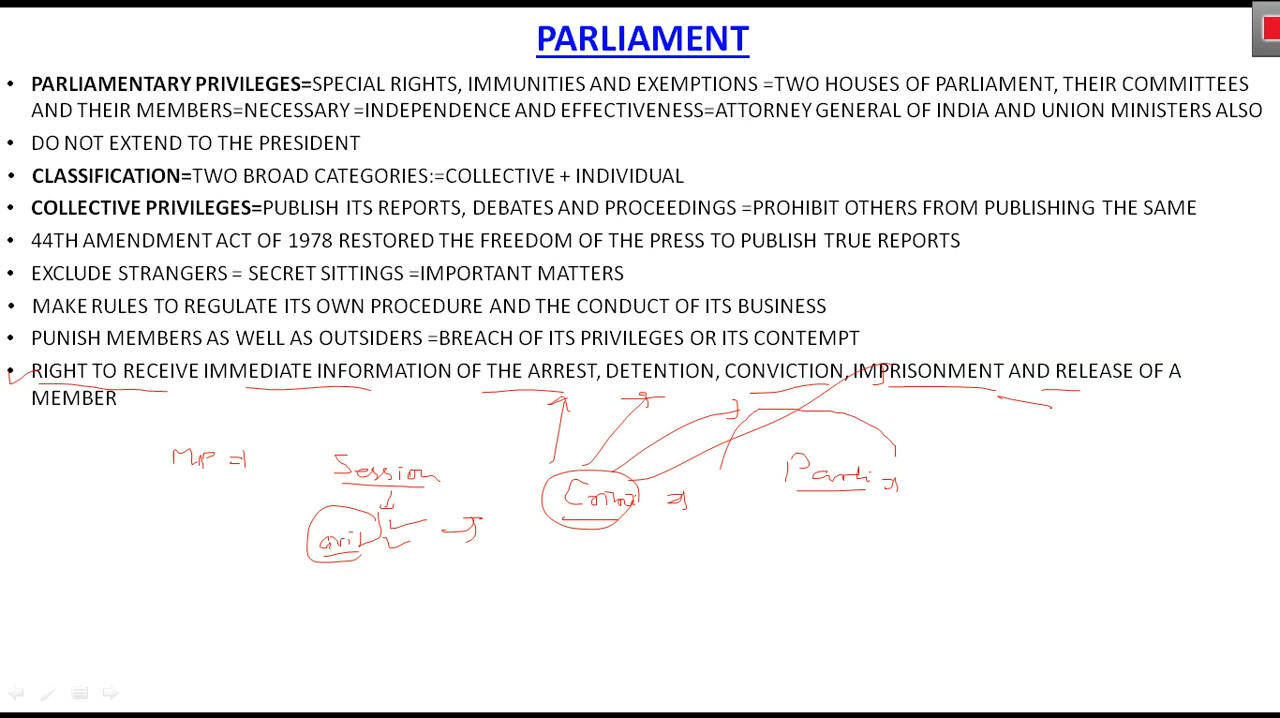 PARLIAMENT
• PARLIAMENTARY PRIVILEGES=SPECIAL RIGHTS, IMMUNITIES AND EXEMPTIONS =TWO HOUSES OF PARLIAMENT, THEIR COMMITTEES
AND THEIR MEMBERS=NECESSARY =INDEPENDENCE AND EFFECTIVENESS=ATTORNEY GENERAL OF INDIA AND UNION MINISTERS ALSO
• DO NOT EXTEND TO THE PRESIDENT
• CLASSIFICATION=TWO BROAD CATEGORIES:=COLLECTIVE + INDIVIDUAL
• COLLECTIVE PRIVILEGES=PUBLISH ITS REPORTS, DEBATES AND PROCEEDINGS =PROHIBIT OTHERS FROM PUBLISHING THE SAME
• 44TH AMENDMENT ACT OF 1978 RESTORED THE FREEDOM OF THE PRESS TO PUBLISH TRUE REPORTS
• EXCLUDE STRANGERS = SECRET SITTINGS =IMPORTANT MATTERS
• MAKE RULES TO REGULATE ITS OWN PROCEDURE AND THE CONDUCT OF ITS BUSINESS
• PUNISH MEMBERS AS WELL AS OUTSIDERS =BREACH OF ITS PRIVILEGES OR ITS CONTEMPT
• RIGHT TO RECEIVE IMMEDIATE INFORMATION OF THE ARREST, DETENTION, CONVICTION, IMPRISONMENT AND RELEASE OF A
MEMBER
MP =
Session
Parli